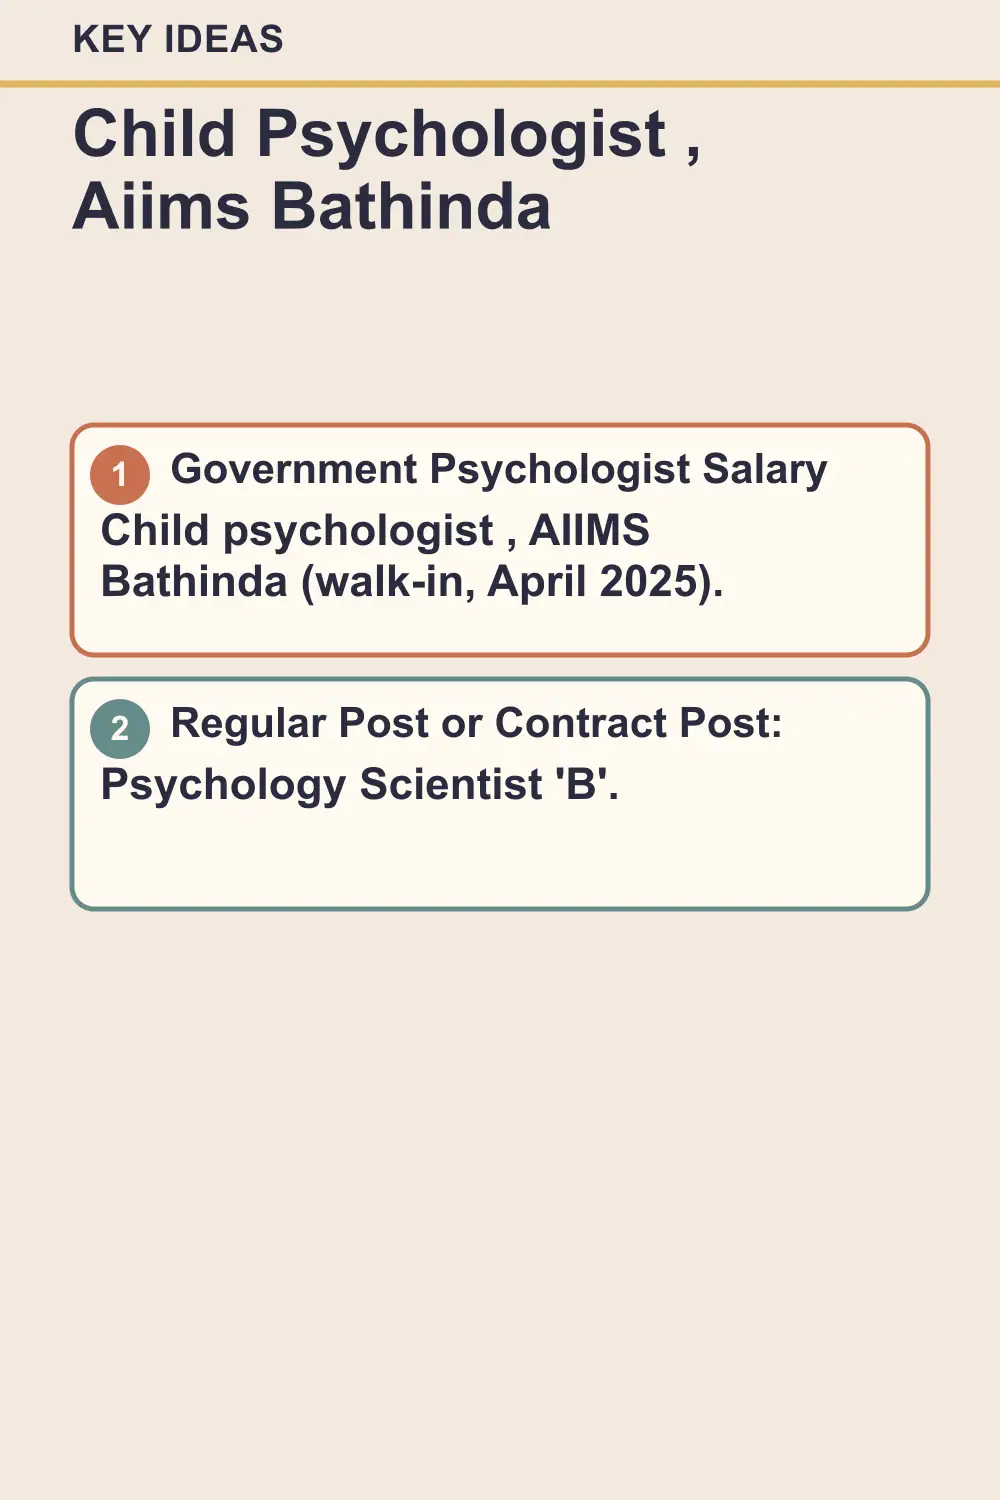 KEY IDEAS
Child Psychologist ,
Aiims Bathinda
1 Government Psychologist Salary
Child psychologist , AIIMS
Bathinda (walk-in, April 2025).
2 Regular Post or Contract Post:
Psychology Scientist 'B'.